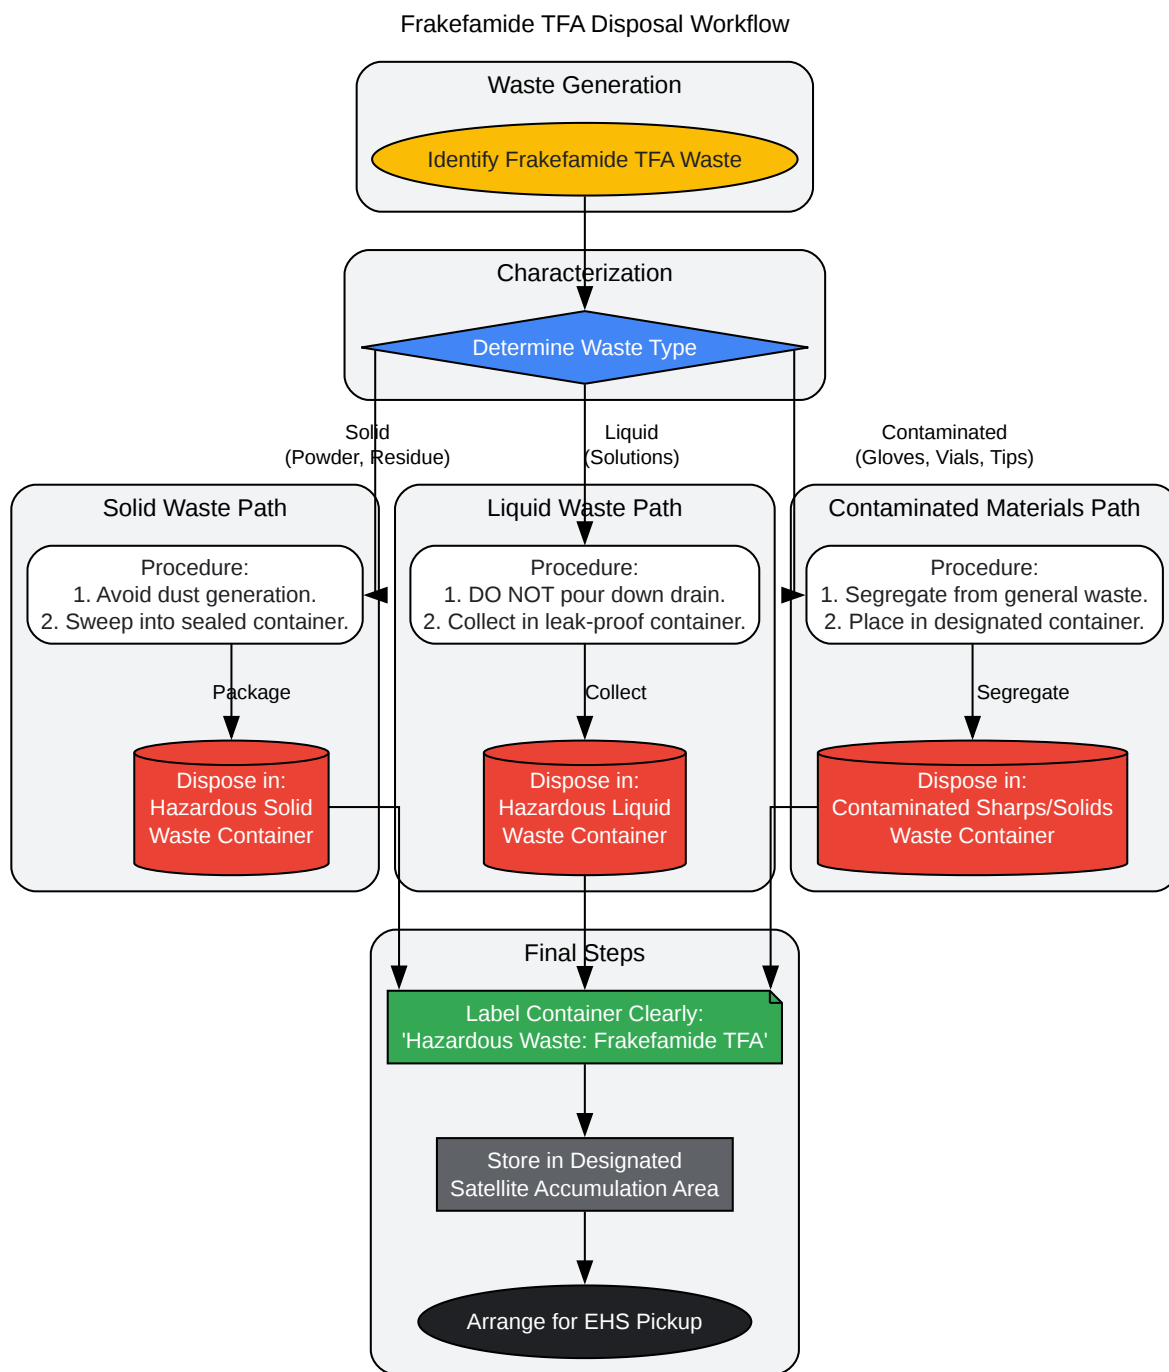 Frakefamide TFA Disposal Workflow
Waste Generation
Identify Frakefamide TFA Waste
Characterization
Determine Waste Type
Solid
(Powder, Residue)
Liquid
(Solutions)
Contaminated
(Gloves, Vials, Tips)
Solid Waste Path
Procedure:
1. Avoid dust generation.
2. Sweep into sealed container.
Package
Dispose in:
Hazardous Solid
Waste Container
Liquid Waste Path
Procedure:
1. DO NOT pour down drain.
2. Collect in leak-proof container.
Collect
Dispose in:
Hazardous Liquid
Waste Container
Contaminated Materials Path
Procedure:
1. Segregate from general waste.
2. Place in designated container.
Segregate
Dispose in:
Contaminated Sharps/Solids
Waste Container
Final Steps
Label Container Clearly:
'Hazardous Waste: Frakefamide TFA'
Store in Designated
Satellite Accumulation Area
Arrange for EHS Pickup